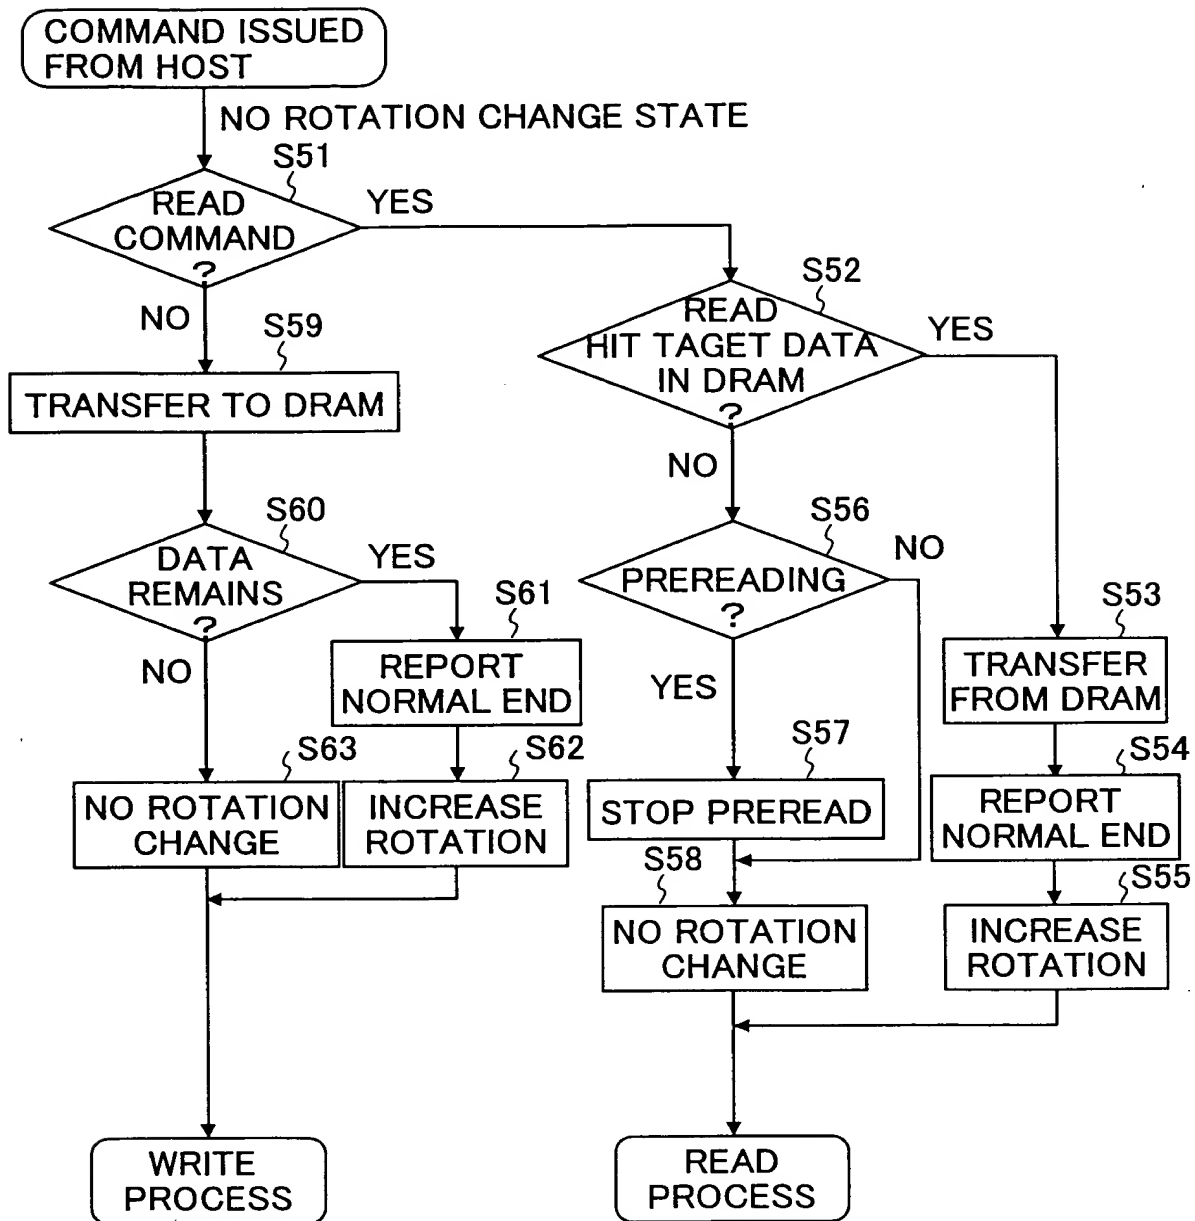 COMMAND ISSUED
FROM HOST
NO ROTATION CHANGE STATE
S51
READ
COMMAND
?
YES
NO
S52
READ
HIT TAGET DATA
IN DRAM
?
YES
NO
S59
TRANSFER TO DRAM
S60
DATA
REMAINS
?
YES
NO
S56
PREREADING
?
NO
YES
S61
REPORT
NORMAL END
S53
TRANSFER
FROM DRAM
S63
NO ROTATION
CHANGE
S62
INCREASE
ROTATION
S57
STOP PREREAD
S54
REPORT
NORMAL END
S58
NO ROTATION
CHANGE
S55
INCREASE
ROTATION
WRITE
PROCESS
READ
PROCESS